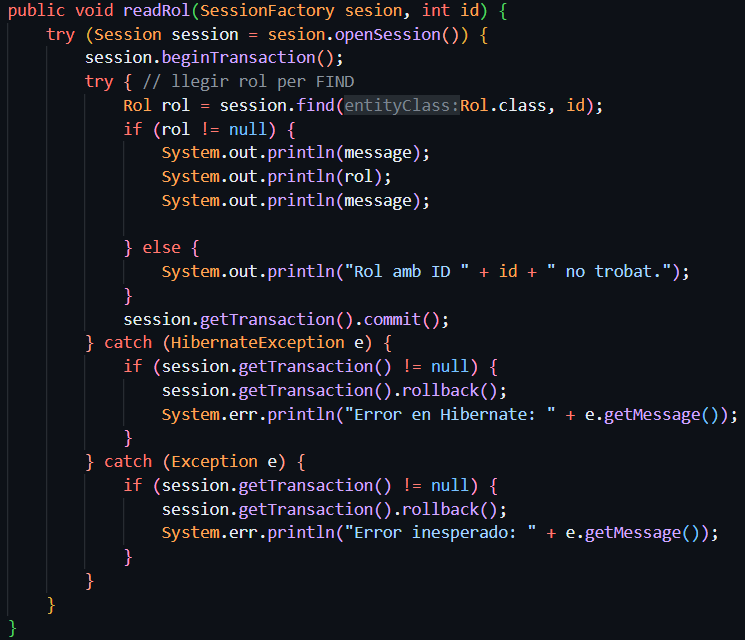 public void readRol(SessionFactory sesion, int id) {
    try (Session session = sesion.openSession()) {
        session.beginTransaction();
        try { // llegir rol per FIND
            Rol rol = session.find(entityClass:Rol.class, id);
            if (rol != null) {
                System.out.println(message);
                System.out.println(rol);
                System.out.println(message);

            } else {
                System.out.println("Rol amb ID " + id + " no trobat.");
            }
            session.getTransaction().commit();
        } catch (HibernateException e) {
            if (session.getTransaction() != null) {
                session.getTransaction().rollback();
                System.err.println("Error en Hibernate: " + e.getMessage());
            }
        } catch (Exception e) {
            if (session.getTransaction() != null) {
                session.getTransaction().rollback();
                System.err.println("Error inesperado: " + e.getMessage());
            }
        }
    }
}